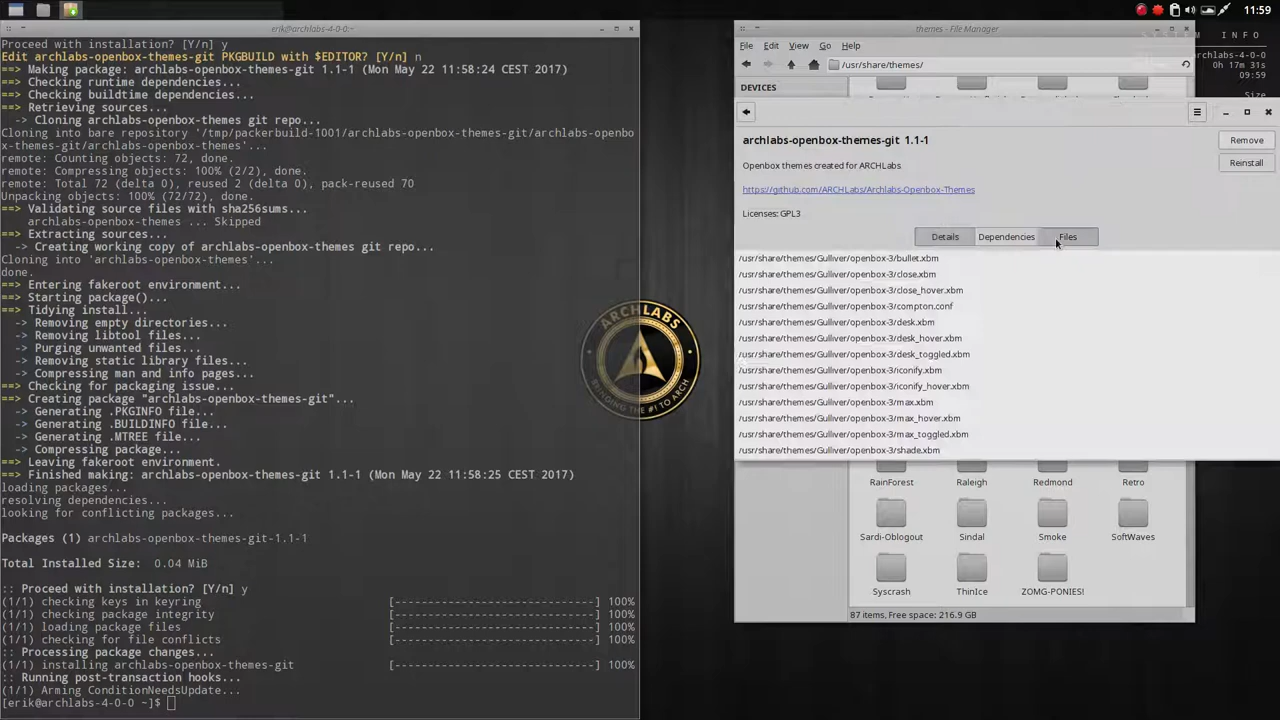 11:59
erik@archlabs-4-0-0:~
Proceed with installation? [Y/n] y
Edit archlabs-openbox-themes-git PKGBUILD with $EDITOR? [Y/n] n
==> Making package: archlabs-openbox-themes-git 1.1-1 (Mon May 22 11:58:24 CEST 2017)
==> Checking runtime dependencies...
==> Checking buildtime dependencies...
==> Retrieving sources...
-> Cloning archlabs-openbox-themes git repo...
Cloning into bare repository '/tmp/packerbuild-1001/archlabs-openbox-themes-git/archlabs-openbo
x-themes-git/archlabs-openbox-themes'...
remote: Counting objects: 72, done.
remote: Compressing objects: 100% (2/2), done.
remote: Total 72 (delta 0), reused 2 (delta 0), pack-reused 70
Unpacking objects: 100% (72/72), done.
==> Validating source files with sha256sums...
archlabs-openbox-themes ... Skipped
==> Extracting sources...
-> Creating working copy of archlabs-openbox-themes git repo...
Cloning into 'archlabs-openbox-themes'...
done.
==> Entering fakeroot environment...
==> Starting package()...
==> Tidying install...
-> Removing empty directories...
-> Removing libtool files...
-> Purging unwanted files...
-> Removing static library files...
-> Compressing man and info pages...
==> Checking for packaging issue...
==> Creating package "archlabs-openbox-themes-git"...
-> Generating .PKGINFO file...
-> Generating .BUILDINFO file...
-> Generating .MTREE file...
-> Compressing package...
==> Leaving fakeroot environment.
==> Finished making: archlabs-openbox-themes-git 1.1-1 (Mon May 22 11:58:25 CEST 2017)
loading packages...
resolving dependencies...
looking for conflicting packages...
Packages (1) archlabs-openbox-themes-git-1.1-1
Total Installed Size: 0.04 MiB
:: Proceed with installation? [Y/n] y
(1/1) checking keys in keyring [------------------------------] 100%
(1/1) checking package integrity [------------------------------] 100%
(1/1) loading package files [------------------------------] 100%
(1/1) checking for file conflicts [------------------------------] 100%
:: Processing package changes...
(1/1) installing archlabs-openbox-themes-git [------------------------------] 100%
:: Running post-transaction hooks...
(1/1) Arming ConditionNeedsUpdate...
[erik@archlabs-4-0-0 ~]$
ARCHLABS
BRINGING THE #! TO ARCH
themes - File Manager
SYSTEM INFO
File Edit View Go Help
archlabs-4-0-0
/usr/share/themes/
0h 17m 31s
09:59
DEVICES
Size
archlabs-openbox-themes-git 1.1-1
Remove
Openbox themes created for ARCHLabs
Reinstall
https://github.com/ARCHLabs/Archlabs-Openbox-Themes
Licenses: GPL3
Details Dependencies Files
/usr/share/themes/Gulliver/openbox-3/bullet.xbm
/usr/share/themes/Gulliver/openbox-3/close.xbm
/usr/share/themes/Gulliver/openbox-3/close_hover.xbm
/usr/share/themes/Gulliver/openbox-3/compton.conf
/usr/share/themes/Gulliver/openbox-3/desk.xbm
/usr/share/themes/Gulliver/openbox-3/desk_hover.xbm
/usr/share/themes/Gulliver/openbox-3/desk_toggled.xbm
/usr/share/themes/Gulliver/openbox-3/iconify.xbm
/usr/share/themes/Gulliver/openbox-3/iconify_hover.xbm
/usr/share/themes/Gulliver/openbox-3/max.xbm
/usr/share/themes/Gulliver/openbox-3/max_hover.xbm
/usr/share/themes/Gulliver/openbox-3/max_toggled.xbm
/usr/share/themes/Gulliver/openbox-3/shade.xbm
RainForest Raleigh Redmond Retro
Sardi-Oblogout Sindal Smoke SoftWaves
Syscrash ThinIce ZOMG-PONIES!
87 items, Free space: 216.9 GB